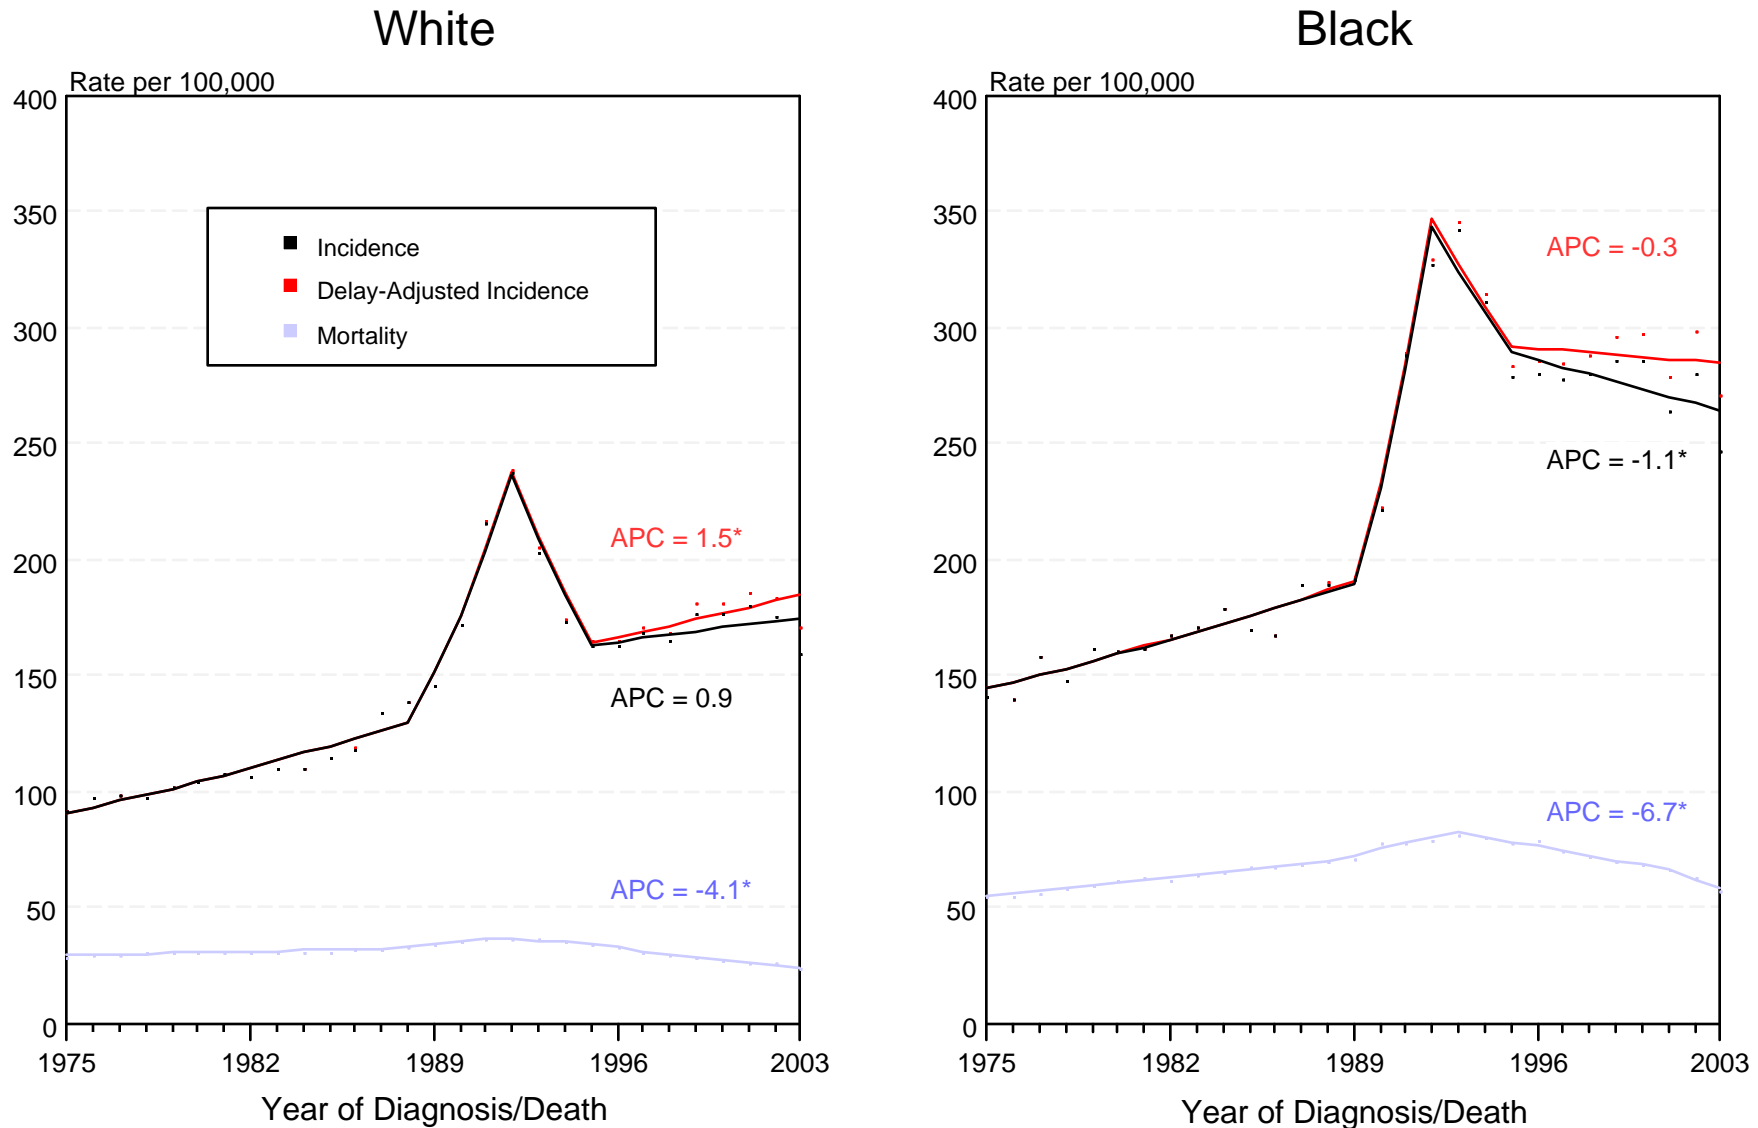 White
Rate per 100,000
400
350
300
250
200
150
100
50
0
Incidence
Delay-Adjusted Incidence
Mortality
APC = 1.5*
APC = 0.9
APC = -4.1*
1975
1982
1989
1996
2003
Year of Diagnosis/Death
Black
Rate per 100,000
400
350
300
250
200
150
100
50
0
APC = -0.3
APC = -1.1*
APC = -6.7*
1975
1982
1989
1996
2003
Year of Diagnosis/Death